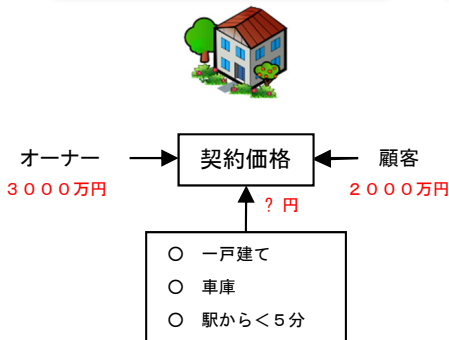 オーナー
3000万円
契約価格
顧客
2000万円
?円
○ 一戸建て
○ 車庫
○ 駅から<5分